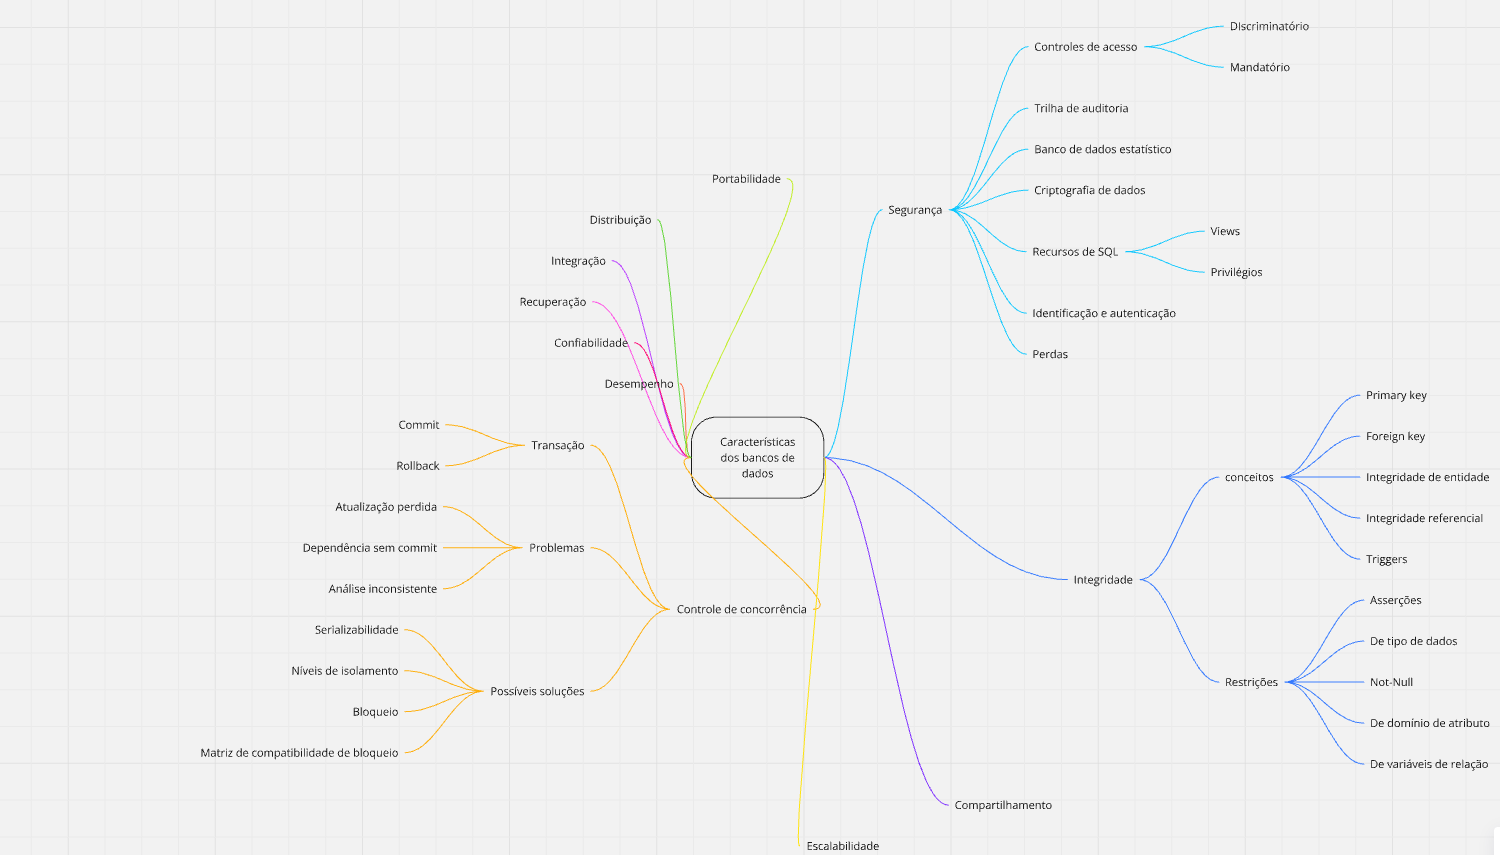 Características
dos bancos de
dados
Segurança
Controles de acesso
DIscriminatório
Mandatório
Trilha de auditoria
Banco de dados estatístico
Criptografia de dados
Recursos de SQL
Views
Privilégios
Identificação e autenticação
Perdas
Integridade
conceitos
Primary key
Foreign key
Integridade de entidade
Integridade referencial
Triggers
Restrições
Asserções
De tipo de dados
Not-Null
De domínio de atributo
De variáveis de relação
Compartilhamento
Escalabilidade
Portabilidade
Distribuição
Integração
Recuperação
Confiabilidade
Desempenho
Controle de concorrência
Transação
Commit
Rollback
Problemas
Atualização perdida
Dependência sem commit
Análise inconsistente
Possíveis soluções
Serializabilidade
Níveis de isolamento
Bloqueio
Matriz de compatibilidade de bloqueio